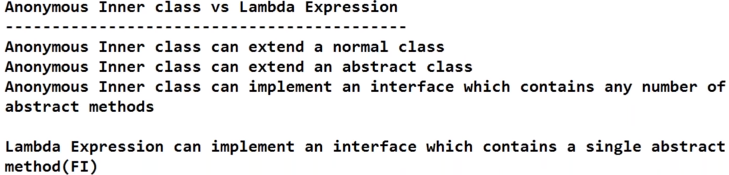 Anonymous Inner class vs Lambda Expression
-------------------------------------------
Anonymous Inner class can extend a normal class
Anonymous Inner class can extend an abstract class
Anonymous Inner class can implement an interface which contains any number of
abstract methods
Lambda Expression can implement an interface which contains a single abstract
method(FI)